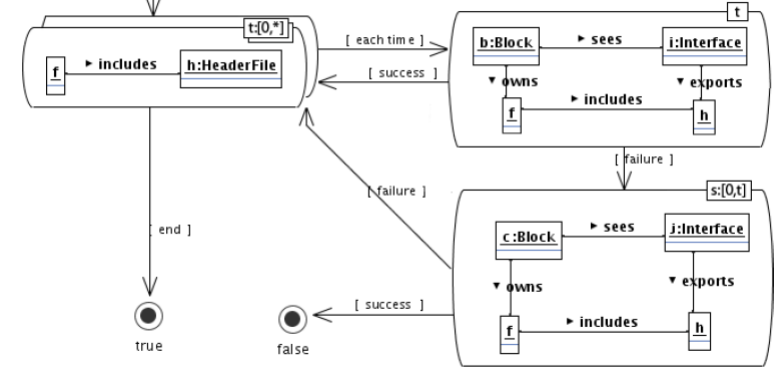 t:[0,*]
f
includes
h:HeaderFile
[ each time ]
[ success ]
t
b:Block
sees
i:Interface
owns
exports
f
includes
h
[ failure ]
s:[0,t]
[ failure ]
c:Block
sees
j:Interface
owns
exports
f
includes
h
[ end ]
[ success ]
true
false